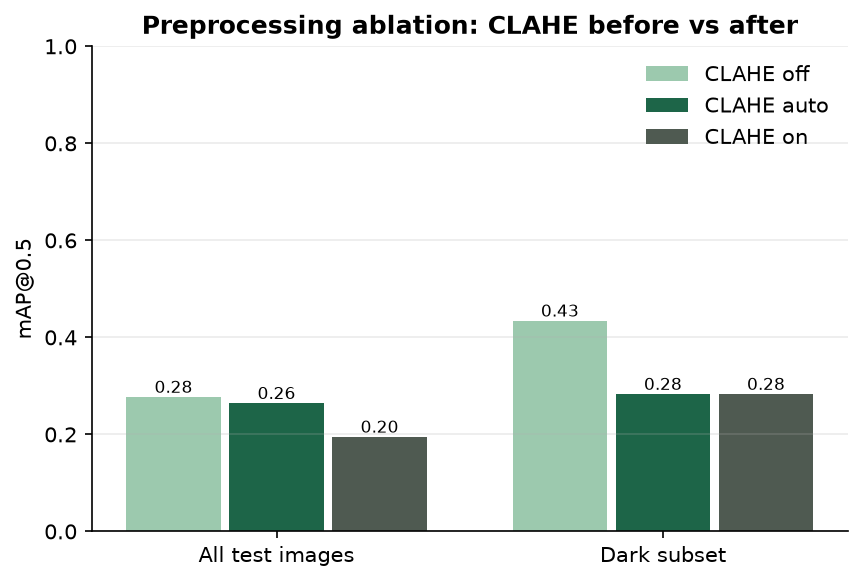 Preprocessing ablation: CLAHE before vs after
CLAHE off
CLAHE auto
CLAHE on
mAP@0.5
1.0
0.8
0.6
0.4
0.2
0.0
0.28
0.26
0.20
0.43
0.28
0.28
All test images
Dark subset